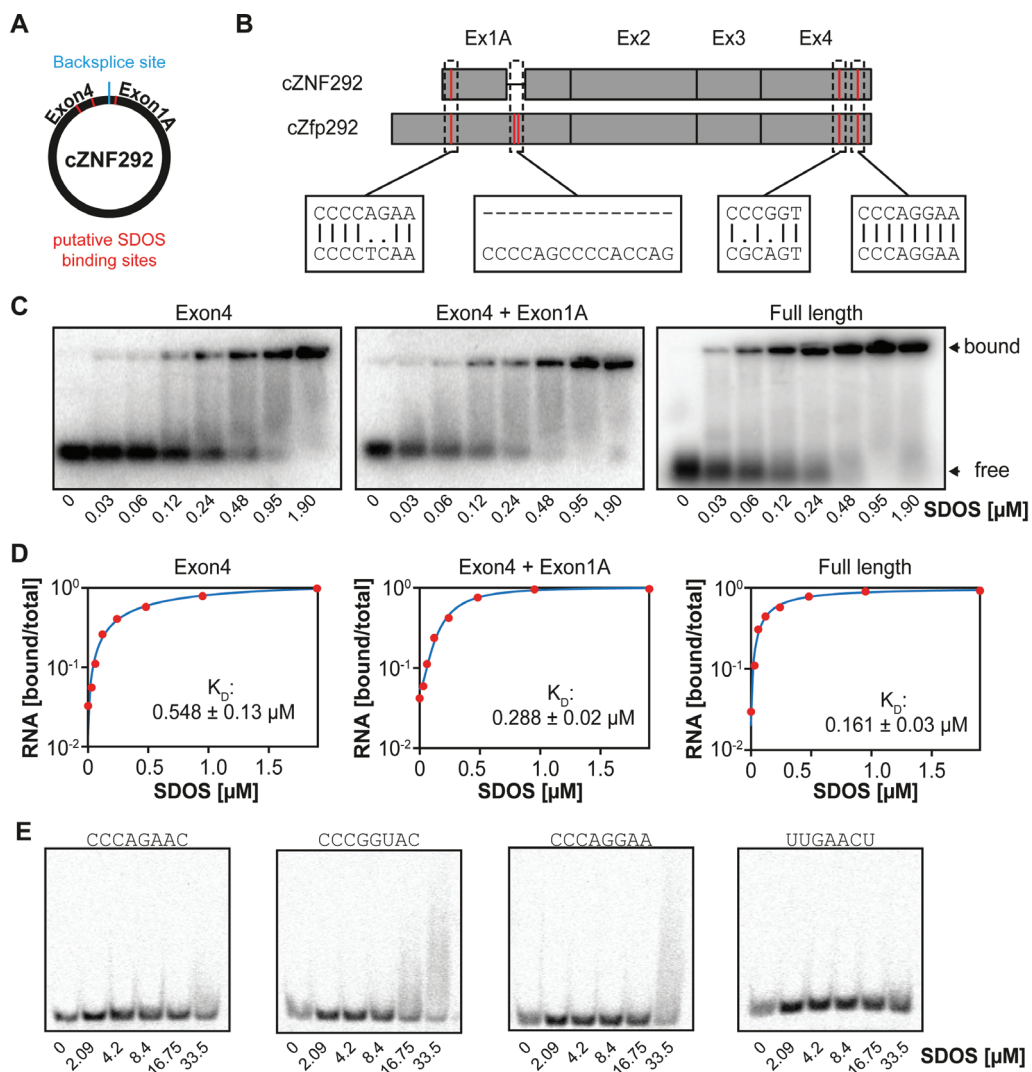 A
Backsplice site
Exon4
Exon1A
cZNF292
putative SDOS
binding sites
B
Ex1A Ex2 Ex3 Ex4
cZNF292
cZfp292
CCCCAGAA
||||..||
CCCCTCAA
----------------
CCCCAGCCCCACCAG
CCCGGT
|.|.||
CGCAGT
CCCAGGAA
||||||||
CCCAGGAA
C
Exon4
0 0.03 0.06 0.12 0.24 0.48 0.95 1.90
Exon4 + Exon1A
0 0.03 0.06 0.12 0.24 0.48 0.95 1.90
Full length
bound
free
0 0.03 0.06 0.12 0.24 0.48 0.95 1.90
SDOS [µM]
D
Exon4
RNA [bound/total]
10⁰
10⁻¹
10⁻²
K_D:
0.548 ± 0.13 µM
0 0.5 1.0 1.5
SDOS [µM]
Exon4 + Exon1A
RNA [bound/total]
10⁰
10⁻¹
10⁻²
K_D:
0.288 ± 0.02 µM
0 0.5 1.0 1.5
SDOS [µM]
Full length
RNA [bound/total]
10⁰
10⁻¹
10⁻²
K_D:
0.161 ± 0.03 µM
0 0.5 1.0 1.5
SDOS [µM]
E
CCCAGAAC
0 2.09 4.2 8.4 16.75 33.5
CCCGGUAC
0 2.09 4.2 8.4 16.75 33.5
CCCAGGAA
0 2.09 4.2 8.4 16.75 33.5
UUGAACU
0 2.09 4.2 8.4 16.75 33.5
SDOS [µM]